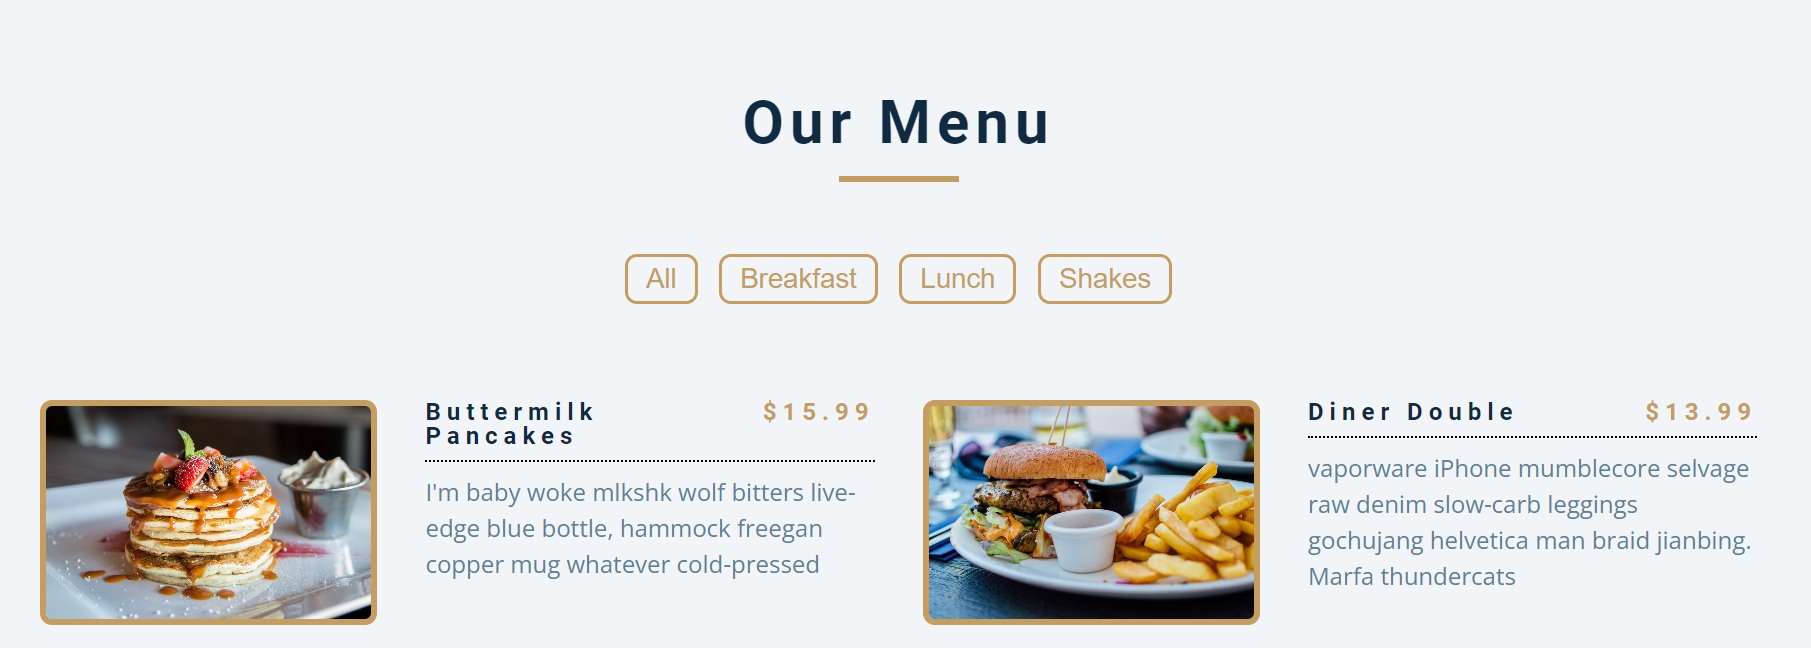 Our Menu
All Breakfast Lunch Shakes
Buttermilk $15.99
Pancakes
I'm baby woke mlkshk wolf bitters live-
edge blue bottle, hammock freegan
copper mug whatever cold-pressed
Diner Double $13.99
vaporware iPhone mumblecore selvage
raw denim slow-carb leggings
gochujang helvetica man braid jianbing.
Marfa thundercats